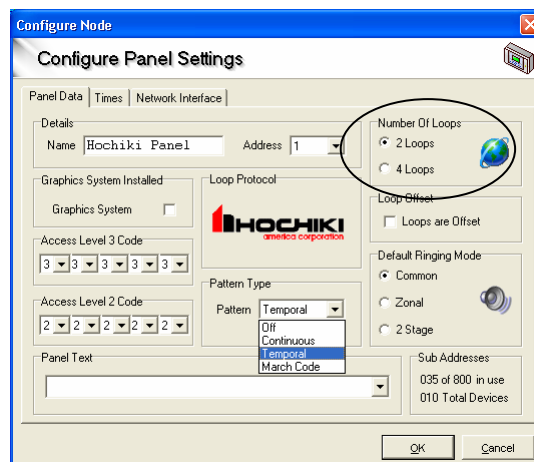 Configure Node
Configure Panel Settings
Panel Data Times Network Interface
Details
Name Hochiki Panel Address 1
Number Of Loops
2 Loops
4 Loops
Graphics System Installed
Graphics System
Loop Protocol
HOCHIKI
america corporation
Loop Offset
Loops are Offset
Access Level 3 Code
3 3 3 3 3
Default Ringing Mode
Common
Zonal
2 Stage
Access Level 2 Code
2 2 2 2 2
Pattern Type
Pattern Temporal
Off
Continuous
Temporal
March Code
Panel Text
Sub Addresses
035 of 800 in use
010 Total Devices
OK Cancel